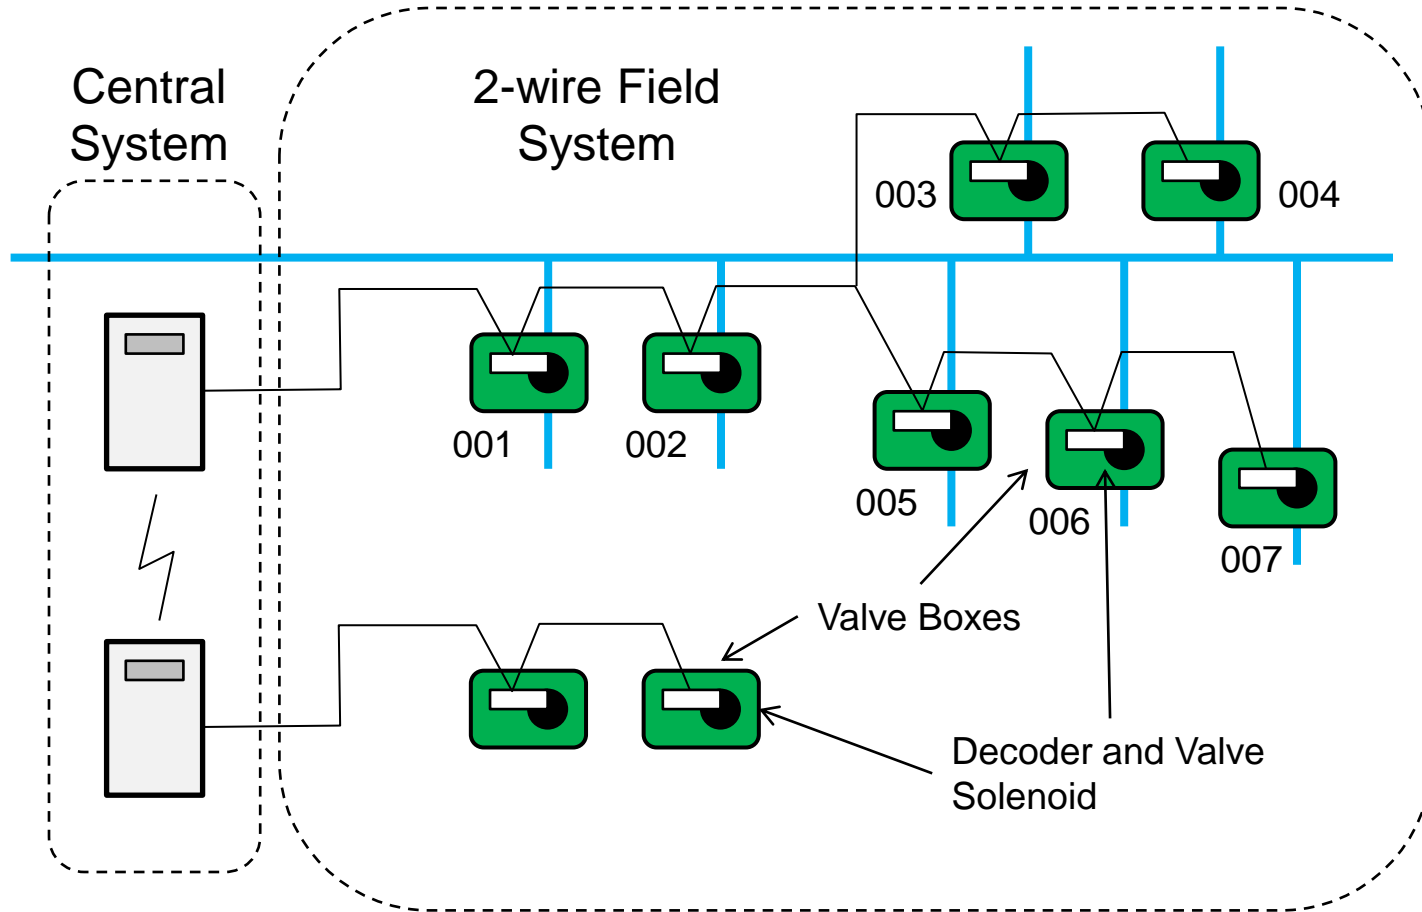 Central
System
2-wire Field
System
003
004
001
002
005
006
007
Valve Boxes
Decoder and Valve
Solenoid